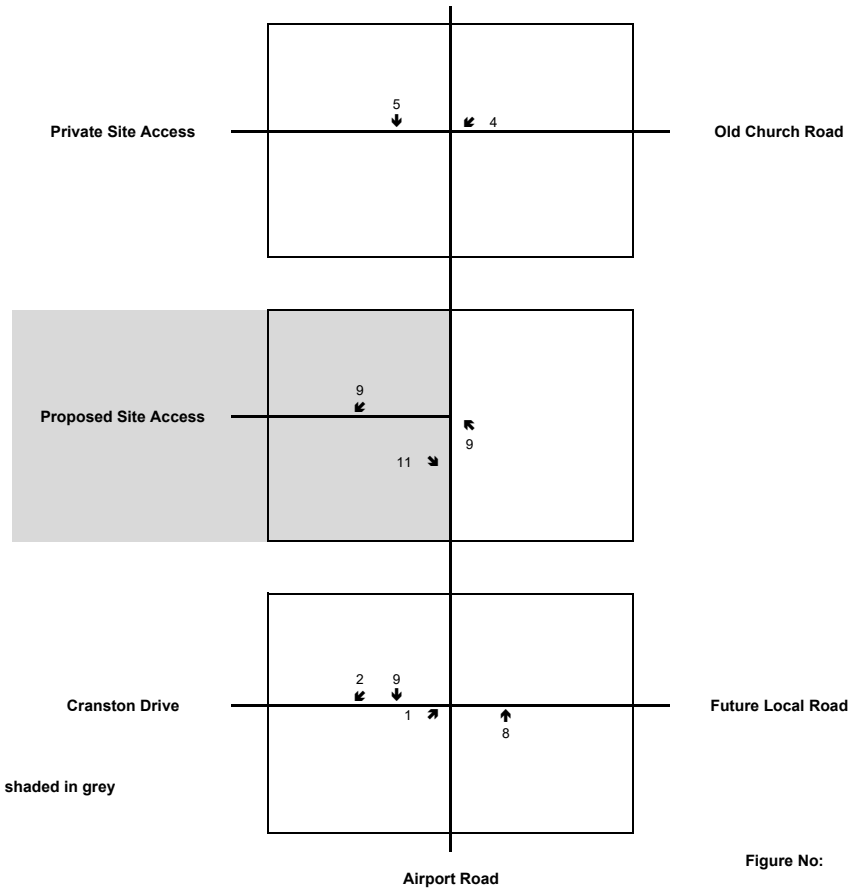 5
Private Site Access
4
Old Church Road
9
Proposed Site Access
9
11
2 9
Cranston Drive
Future Local Road
1
8
shaded in grey
Figure No:
Airport Road